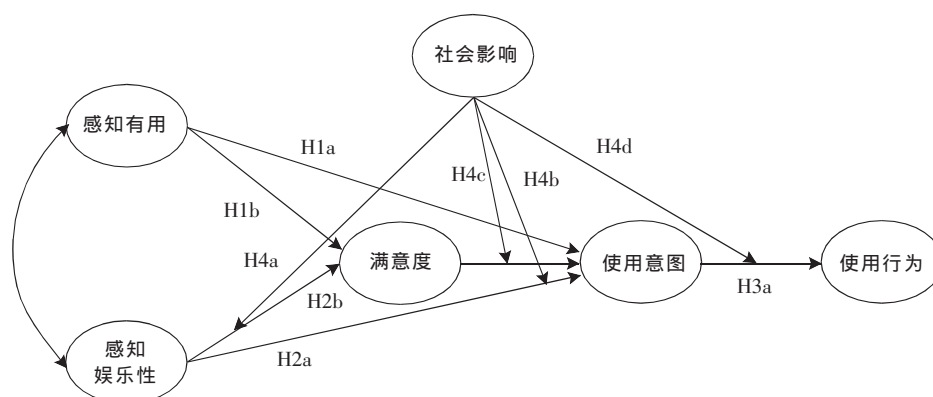 社会影响
感知有用
H1a
H4d
H4c
H4b
H1b
H4a
满意度
使用意图
使用行为
H2b
H3a
感知
娱乐性
H2a